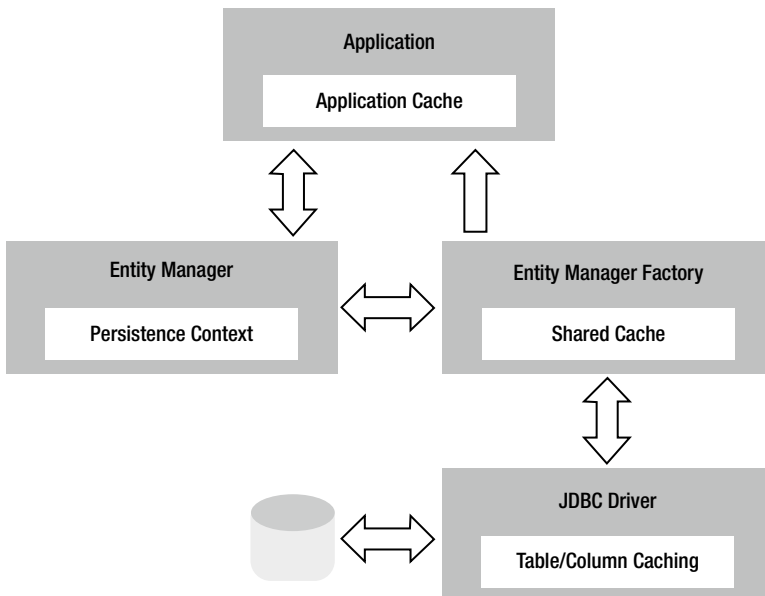 Application
Application Cache
Entity Manager
Persistence Context
Entity Manager Factory
Shared Cache
JDBC Driver
Table/Column Caching